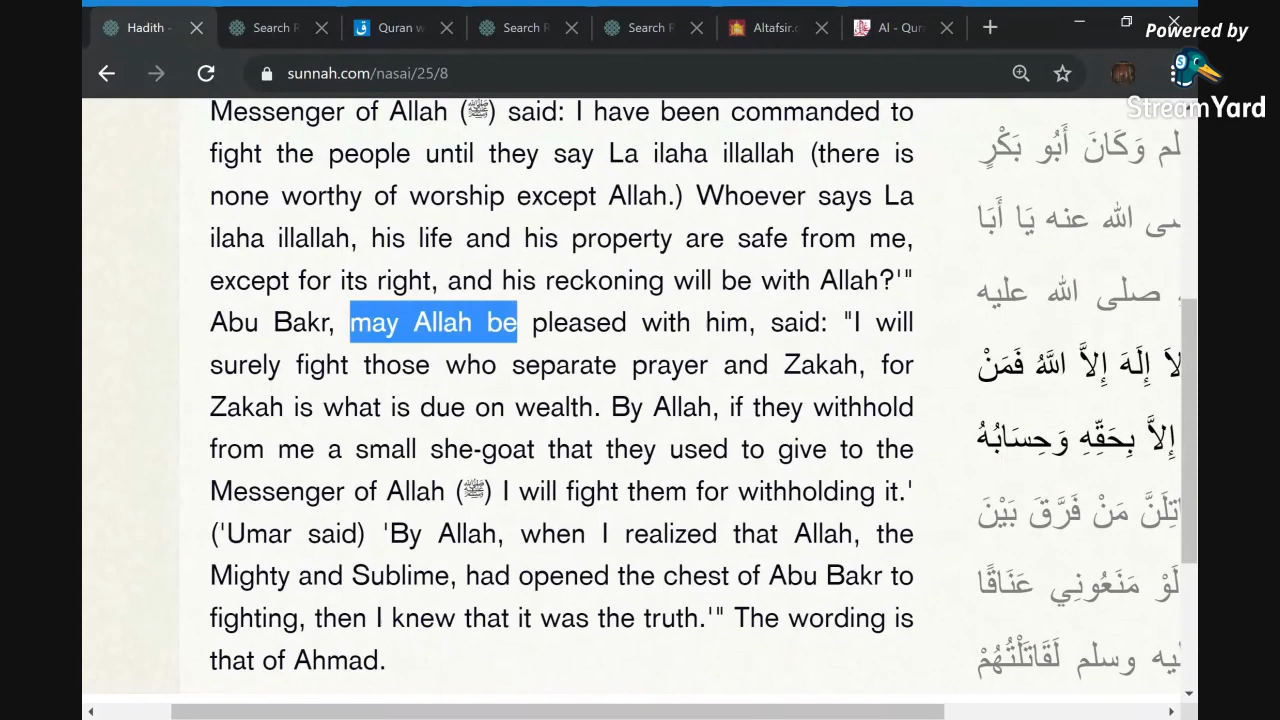 Hadith -
Search R
Quran w
Search R
Search R
Altafsir.c
Al - Qur
Powered by
StreamYard
sunnah.com/nasai/25/8
Messenger of Allah (ﷺ) said: I have been commanded to
fight the people until they say La ilaha illallah (there is
none worthy of worship except Allah.) Whoever says La
ilaha illallah, his life and his property are safe from me,
except for its right, and his reckoning will be with Allah?'"
Abu Bakr, may Allah be pleased with him, said: "I will
surely fight those who separate prayer and Zakah, for
Zakah is what is due on wealth. By Allah, if they withhold
from me a small she-goat that they used to give to the
Messenger of Allah (ﷺ) I will fight them for withholding it.'
('Umar said) 'By Allah, when I realized that Allah, the
Mighty and Sublime, had opened the chest of Abu Bakr to
fighting, then I knew that it was the truth.'" The wording is
that of Ahmad.
لم وَكَانَ أَبُو بَكْرٍ
ـى الله عنه يَا أَبَا
صلى الله عليه
لاَ إِلَهَ إِلاَّ اللَّهُ فَمَنْ
إِلاَّ بِحَقِّهِ وَحِسَابُهُ
تِلَنَّ مَنْ فَرَّقَ بَيْنَ
لَوْ مَنَعُونِي عَنَاقًا
ليه وسلم لَقَاتَلْتُهُمْ